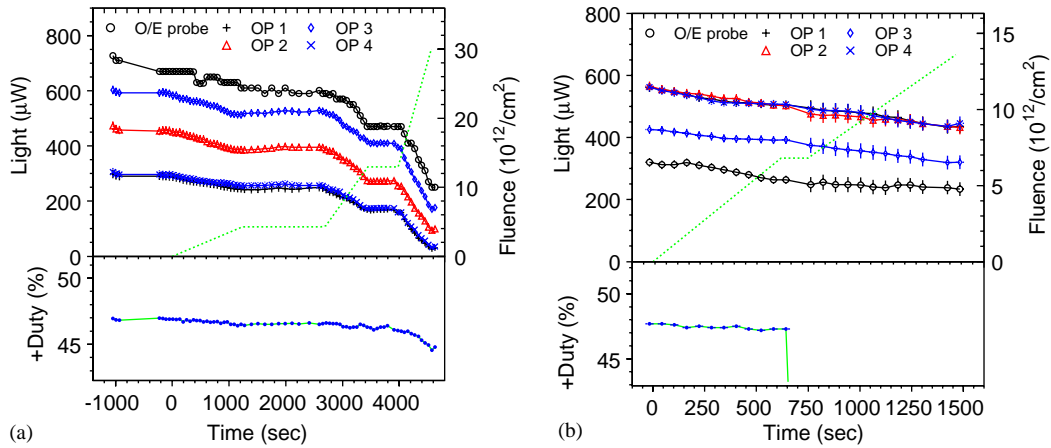 O/E probe
OP 1
OP 3
OP 2
OP 4
800
600
400
200
0
Light (µW)
30
20
10
0
Fluence (10^12/cm^2)
50
45
+Duty (%)
-1000 0 1000 2000 3000 4000
Time (sec)
(a)
O/E probe
OP 1
OP 3
OP 2
OP 4
800
600
400
200
Light (µW)
15
10
5
0
Fluence (10^12/cm^2)
50
45
+Duty (%)
0 250 500 750 1000 1250 1500
Time (sec)
(b)